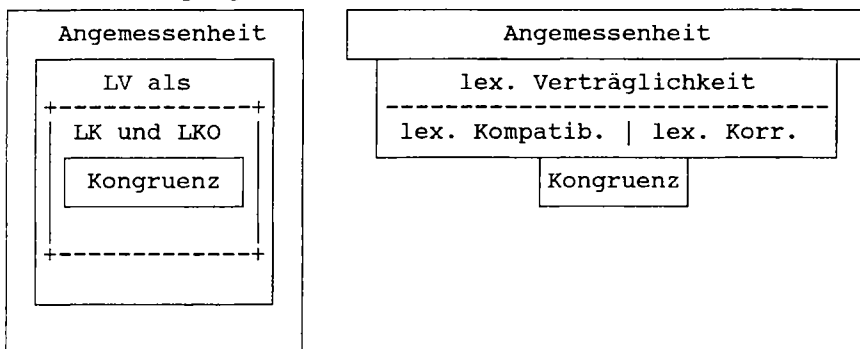 Angemessenheit
LV als
LK und LKO
Kongruenz
Angemessenheit
lex. Verträglichkeit
lex. Kompatib. | lex. Korr.
Kongruenz